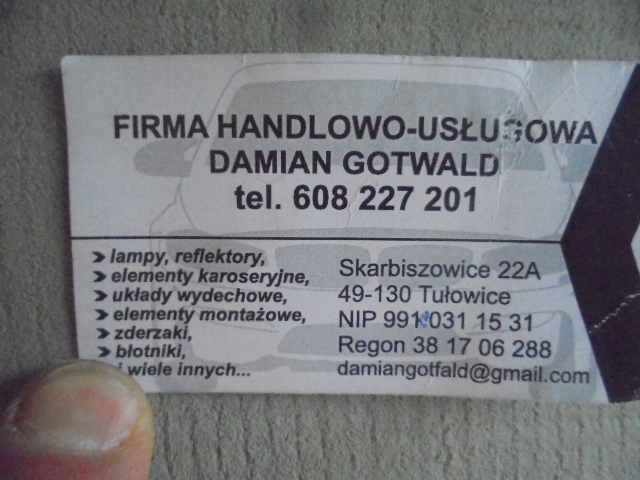 FIRMA HANDLOWO-USŁUGOWA
DAMIAN GOTWALD
tel. 608 227 201
lampy, reflektory,
elementy karoseryjne,
układy wydechowe,
elementy montażowe,
zderzaki,
błotniki,
i wiele innych...
Skarbiszowice 22A
49-130 Tułowice
NIP 991 031 15 31
Regon 38 17 06 288
damiangotfald@gmail.com